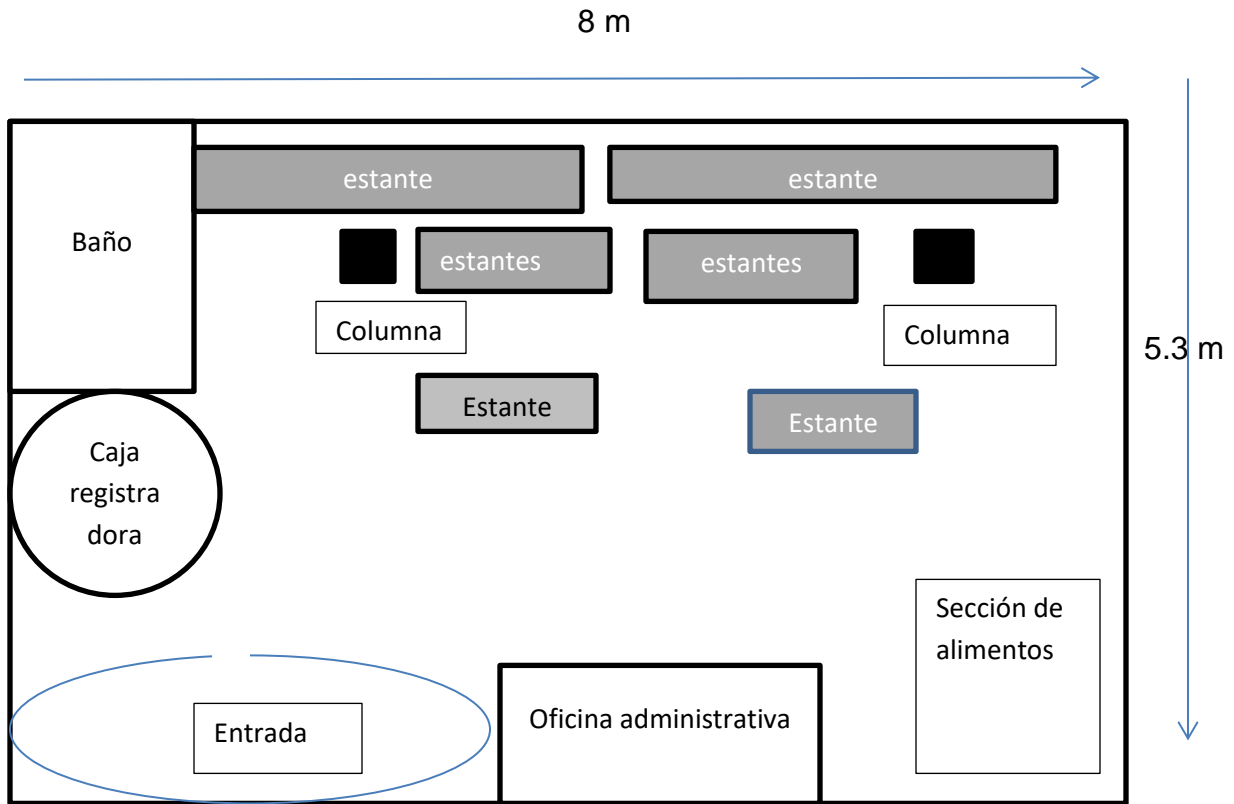 8 m
estante
estante
Baño
estantes
estantes
Columna
Columna
5.3 m
Estante
Estante
Caja
registra
dora
Sección de
alimentos
Entrada
Oficina administrativa